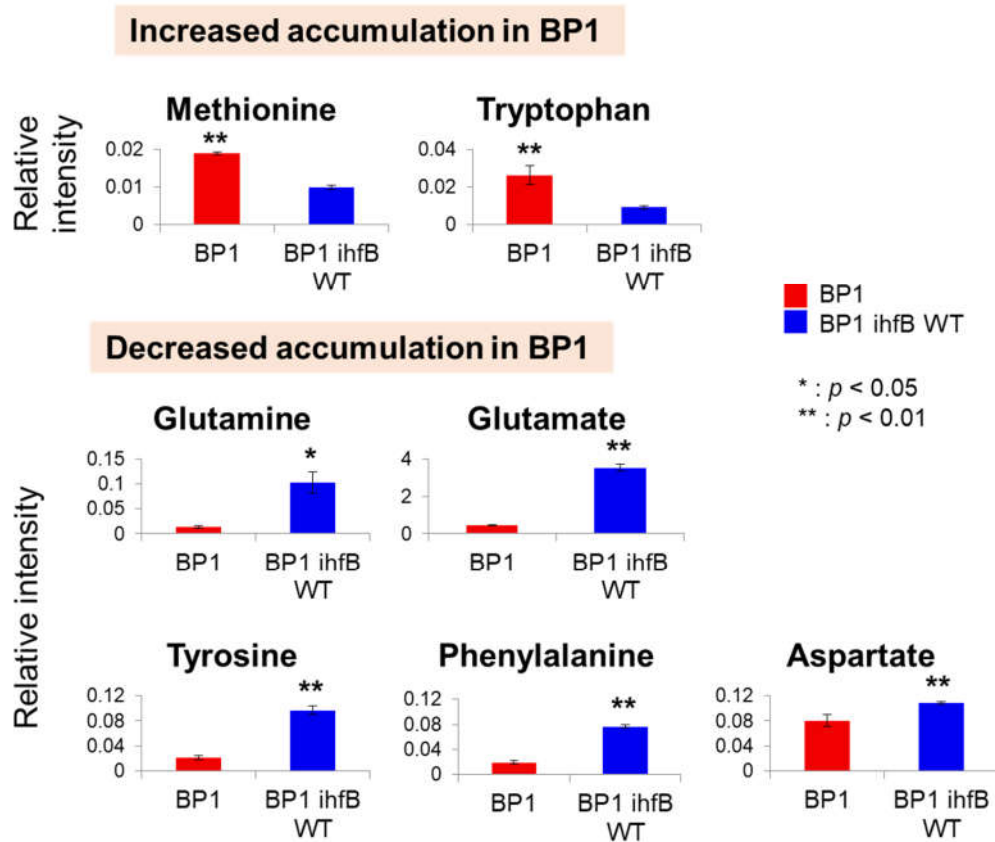 Increased accumulation in BP1
Relative
intensity
Methionine
**
0.02
0.01
0
BP1
BP1 ihfB
WT
Tryptophan
**
0.04
0.02
0
BP1
BP1 ihfB
WT
BP1
BP1 ihfB WT
* : p < 0.05
** : p < 0.01
Decreased accumulation in BP1
Relative intensity
Glutamine
*
0.15
0.1
0.05
0
BP1
BP1 ihfB
WT
Glutamate
**
4
2
0
BP1
BP1 ihfB
WT
Tyrosine
**
0.12
0.08
0.04
0
BP1
BP1 ihfB
WT
Phenylalanine
**
0.12
0.08
0.04
0
BP1
BP1 ihfB
WT
Aspartate
**
0.12
0.08
0.04
0
BP1
BP1 ihfB
WT